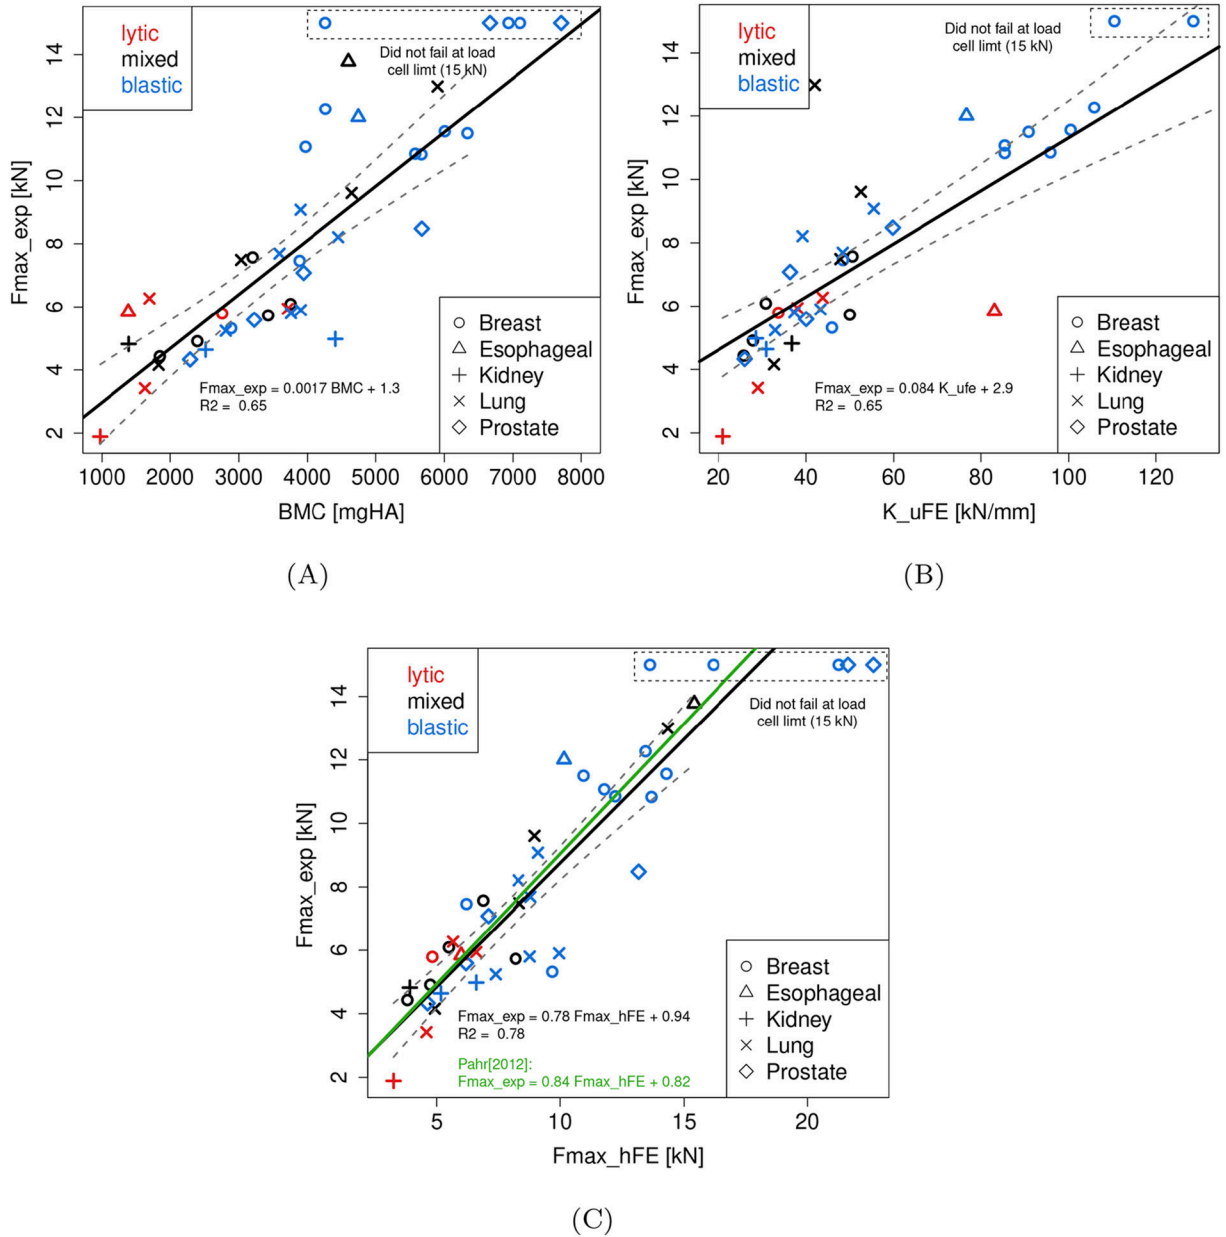 lytic
mixed
blastic
Did not fail at load
cell limt (15 kN)
Fmax_exp [kN]
2
4
6
8
10
12
14
Fmax_exp = 0.0017 BMC + 1.3
R2 = 0.65
Breast
Esophageal
Kidney
Lung
Prostate
1000 2000 3000 4000 5000 6000 7000 8000
BMC [mgHA]
(A)
lytic
mixed
blastic
Did not fail at load
cell limt (15 kN)
Fmax_exp [kN]
2
4
6
8
10
12
14
Fmax_exp = 0.084 K_ufe + 2.9
R2 = 0.65
Breast
Esophageal
Kidney
Lung
Prostate
20 40 60 80 100 120
K_uFE [kN/mm]
(B)
lytic
mixed
blastic
Did not fail at load
cell limt (15 kN)
Fmax_exp [kN]
2
4
6
8
10
12
14
Fmax_exp = 0.78 Fmax_hFE + 0.94
R2 = 0.78
Pahr[2012]:
Fmax_exp = 0.84 Fmax_hFE + 0.82
Breast
Esophageal
Kidney
Lung
Prostate
5 10 15 20
Fmax_hFE [kN]
(C)